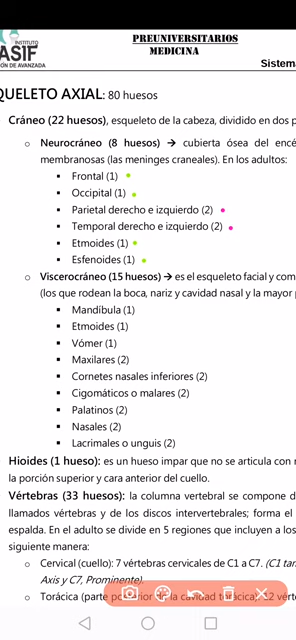 INSTITUTO
ASIF
ÓN DE AVANZADA
PREUNIVERSITARIOS
MEDICINA
Sistem
QUELETO AXIAL: 80 huesos
Cráneo (22 huesos), esqueleto de la cabeza, dividido en dos p
o Neurocráneo (8 huesos) → cubierta ósea del encé
membranosas (las meninges craneales). En los adultos:
▪ Frontal (1)
▪ Occipital (1)
▪ Parietal derecho e izquierdo (2)
▪ Temporal derecho e izquierdo (2)
▪ Etmoides (1)
▪ Esfenoides (1)
o Viscerocráneo (15 huesos) → es el esqueleto facial y com
(los que rodean la boca, nariz y cavidad nasal y la mayor
▪ Mandíbula (1)
▪ Etmoides (1)
▪ Vómer (1)
▪ Maxilares (2)
▪ Cornetes nasales inferiores (2)
▪ Cigomáticos o malares (2)
▪ Palatinos (2)
▪ Nasales (2)
▪ Lacrimales o unguis (2)
Hioides (1 hueso): es un hueso impar que no se articula con
la porción superior y cara anterior del cuello.
Vértebras (33 huesos): la columna vertebral se compone d
llamados vértebras y de los discos intervertebrales; forma el
espalda. En el adulto se divide en 5 regiones que incluyen a los
siguiente manera:
o Cervical (cuello): 7 vértebras cervicales de C1 a C7. (C1 tam
Axis y C7, Prominente).
o Torácica (parte posterior de la cavidad torácica): 12 vért